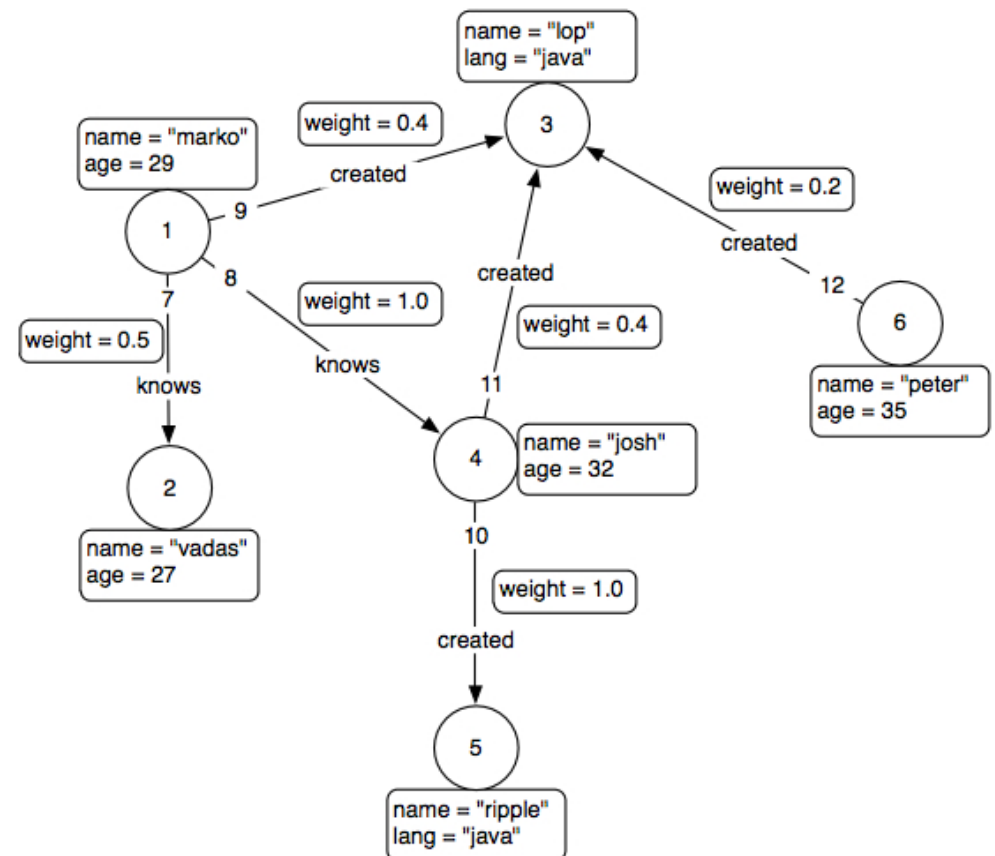 name = "lop"
lang = "java"
3
weight = 0.4
created
name = "marko"
age = 29
1
9
8
7
weight = 0.5
knows
weight = 1.0
knows
created
weight = 0.4
11
weight = 0.2
created
12
6
name = "peter"
age = 35
2
name = "vadas"
age = 27
4
name = "josh"
age = 32
10
weight = 1.0
created
5
name = "ripple"
lang = "java"